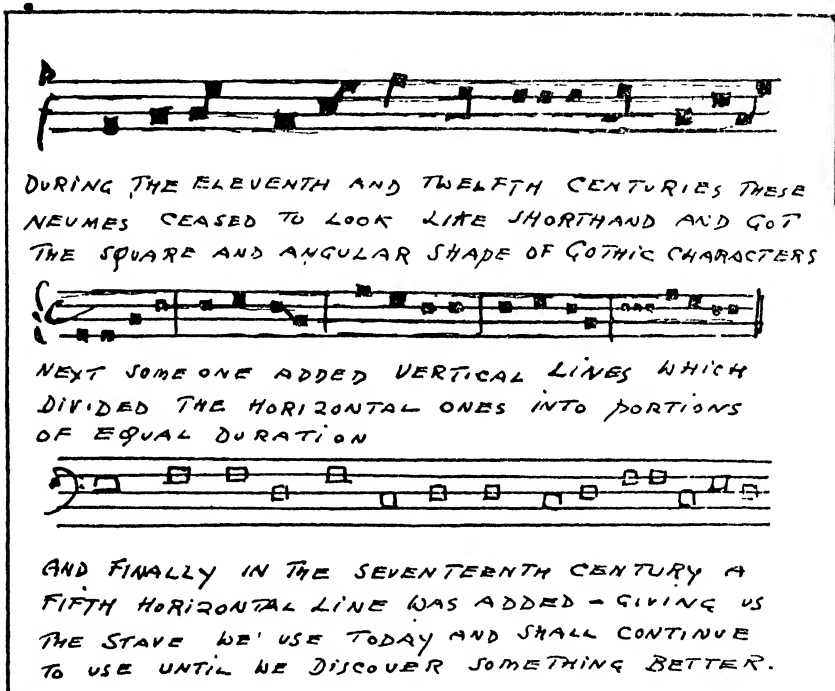 DURING THE ELEVENTH AND TWELFTH CENTURIES THESE
NEUMES CEASED TO LOOK LIKE SHORTHAND AND GOT
THE SQUARE AND ANGULAR SHAPE OF GOTHIC CHARACTERS
NEXT SOME ONE ADDED VERTICAL LINES WHICH
DIVIDED THE HORIZONTAL ONES INTO PORTIONS
OF EQUAL DURATION
AND FINALLY IN THE SEVENTEENTH CENTURY A
FIFTH HORIZONTAL LINE WAS ADDED - GIVING US
THE STAVE WE' USE TODAY AND SHALL CONTINUE
TO USE UNTIL WE DISCOVER SOMETHING BETTER.